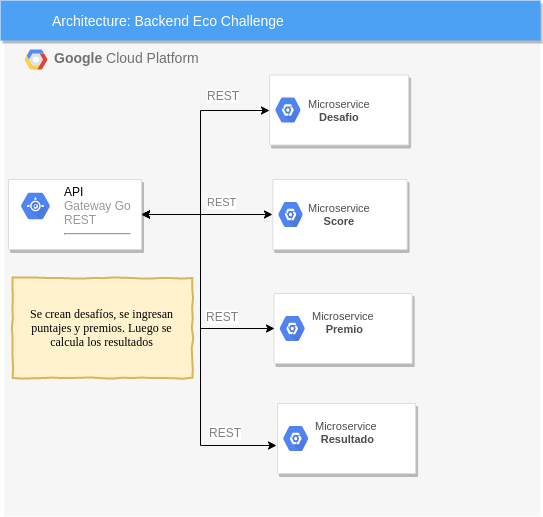 Architecture: Backend Eco Challenge
Google Cloud Platform
REST
Microservice
Desafio
API
Gateway Go
REST
REST
Microservice
Score
Se crean desafíos, se ingresan
puntajes y premios. Luego se
calcula los resultados
REST
Microservice
Premio
REST
Microservice
Resultado